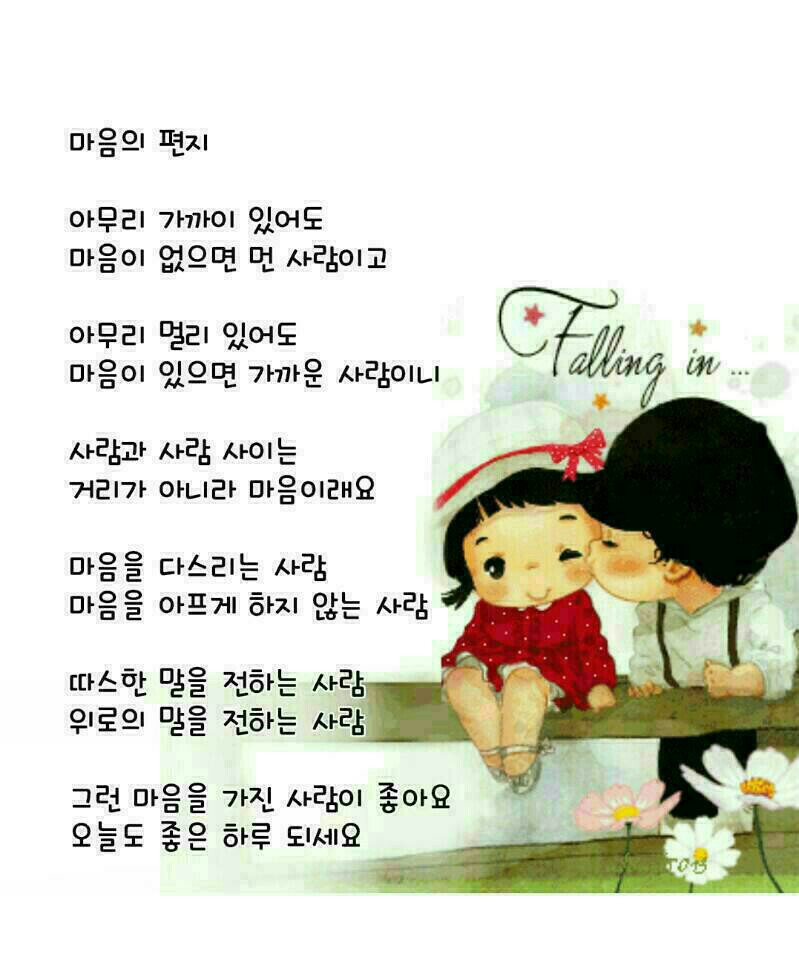 마음의 편지
아무리 가까이 있어도
마음이 없으면 먼 사람이고
아무리 멀리 있어도
마음이 있으면 가까운 사람이니
사람과 사람 사이는
거리가 아니라 마음이래요
마음을 다스리는 사람
마음을 아프게 하지 않는 사람
따스한 말을 전하는 사람
위로의 말을 전하는 사람
그런 마음을 가진 사람이 좋아요
오늘도 좋은 하루 되세요
Falling in ...